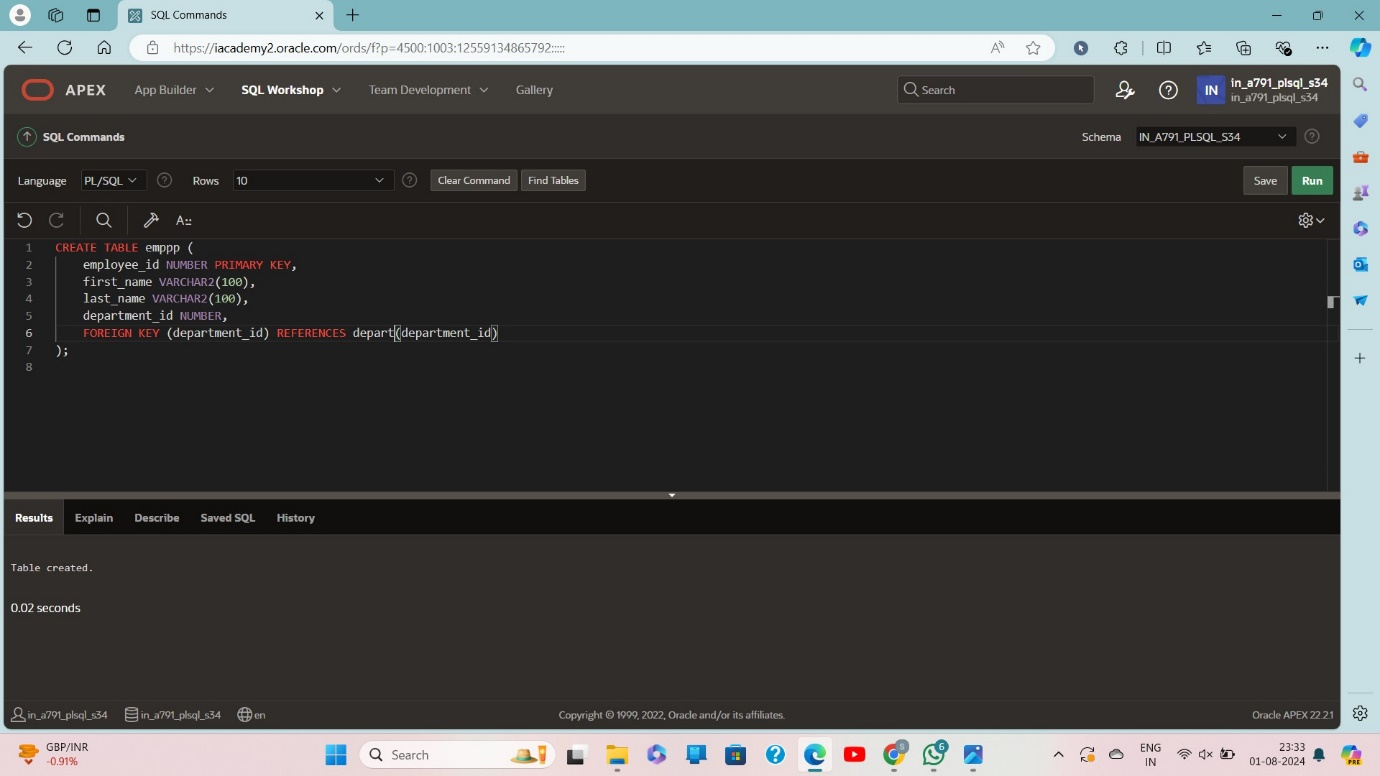 SQL Commands
https://iacademy2.oracle.com/ords/f?p=4500:1003:12559134865792:::::
APEX App Builder SQL Workshop Team Development Gallery Search IN in_a791_plsql_s34
in_a791_plsql_s34
SQL Commands Schema IN_A791_PLSQL_S34
Language PL/SQL Rows 10 Clear Command Find Tables Save Run
A::
1 CREATE TABLE emppp (
2 employee_id NUMBER PRIMARY KEY,
3 first_name VARCHAR2(100),
4 last_name VARCHAR2(100),
5 department_id NUMBER,
6 FOREIGN KEY (department_id) REFERENCES depart(department_id)
7 );
8
Results Explain Describe Saved SQL History
Table created.
0.02 seconds
in_a791_plsql_s34 in_a791_plsql_s34 en Copyright © 1999, 2022, Oracle and/or its affiliates. Oracle APEX 22.2.1
GBP/INR
-0.91%
Search
S
6
ENG
IN
23:33
01-08-2024
PRE